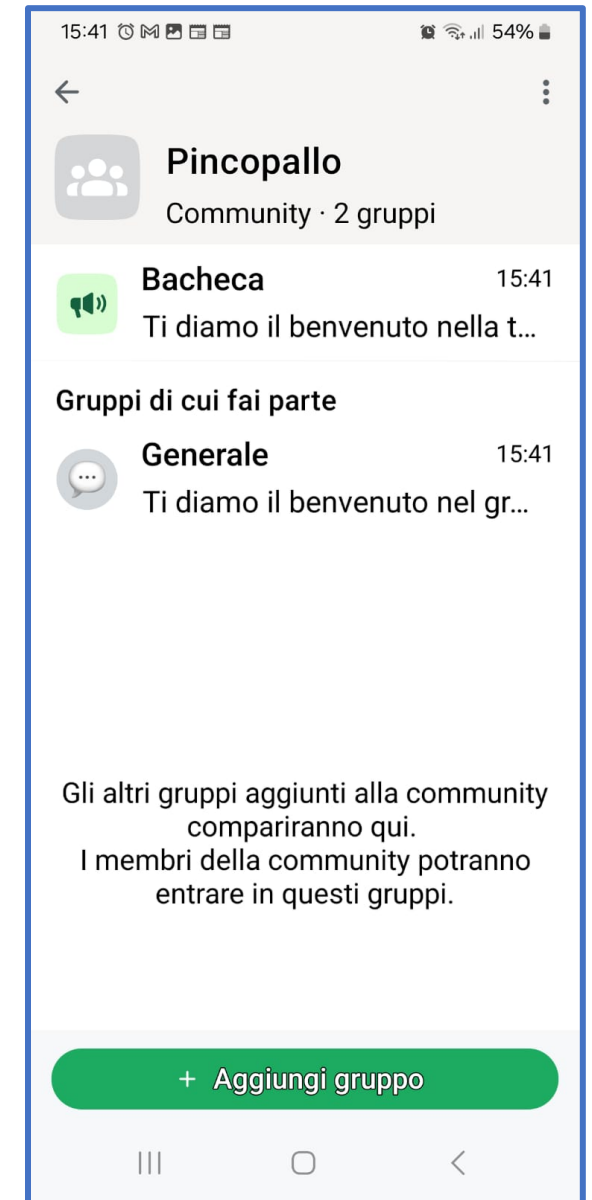 15:41 54%
Pincopallo
Community · 2 gruppi
Bacheca 15:41
Ti diamo il benvenuto nella t...
Gruppi di cui fai parte
Generale 15:41
Ti diamo il benvenuto nel gr...
Gli altri gruppi aggiunti alla community
compariranno qui.
I membri della community potranno
entrare in questi gruppi.
+ Aggiungi gruppo